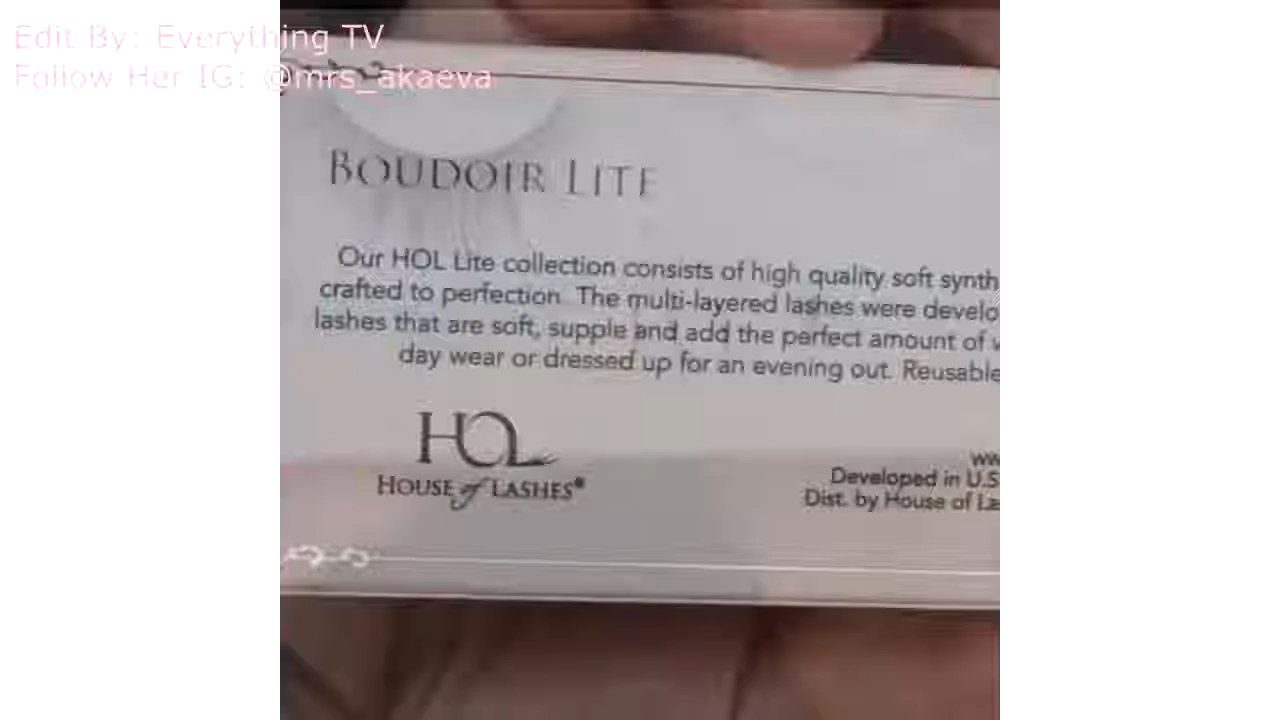 Edit By: Everything TV
Follow Her IG: @mrs_akaeva
BOUDOIR LITE
Our HOL Lite collection consists of high quality soft synth
crafted to perfection. The multi-layered lashes were develo
lashes that are soft, supple and add the perfect amount of
day wear or dressed up for an evening out. Reusable
HOL
HOUSE of LASHES®
ww
Developed in U.S
Dist. by House of La